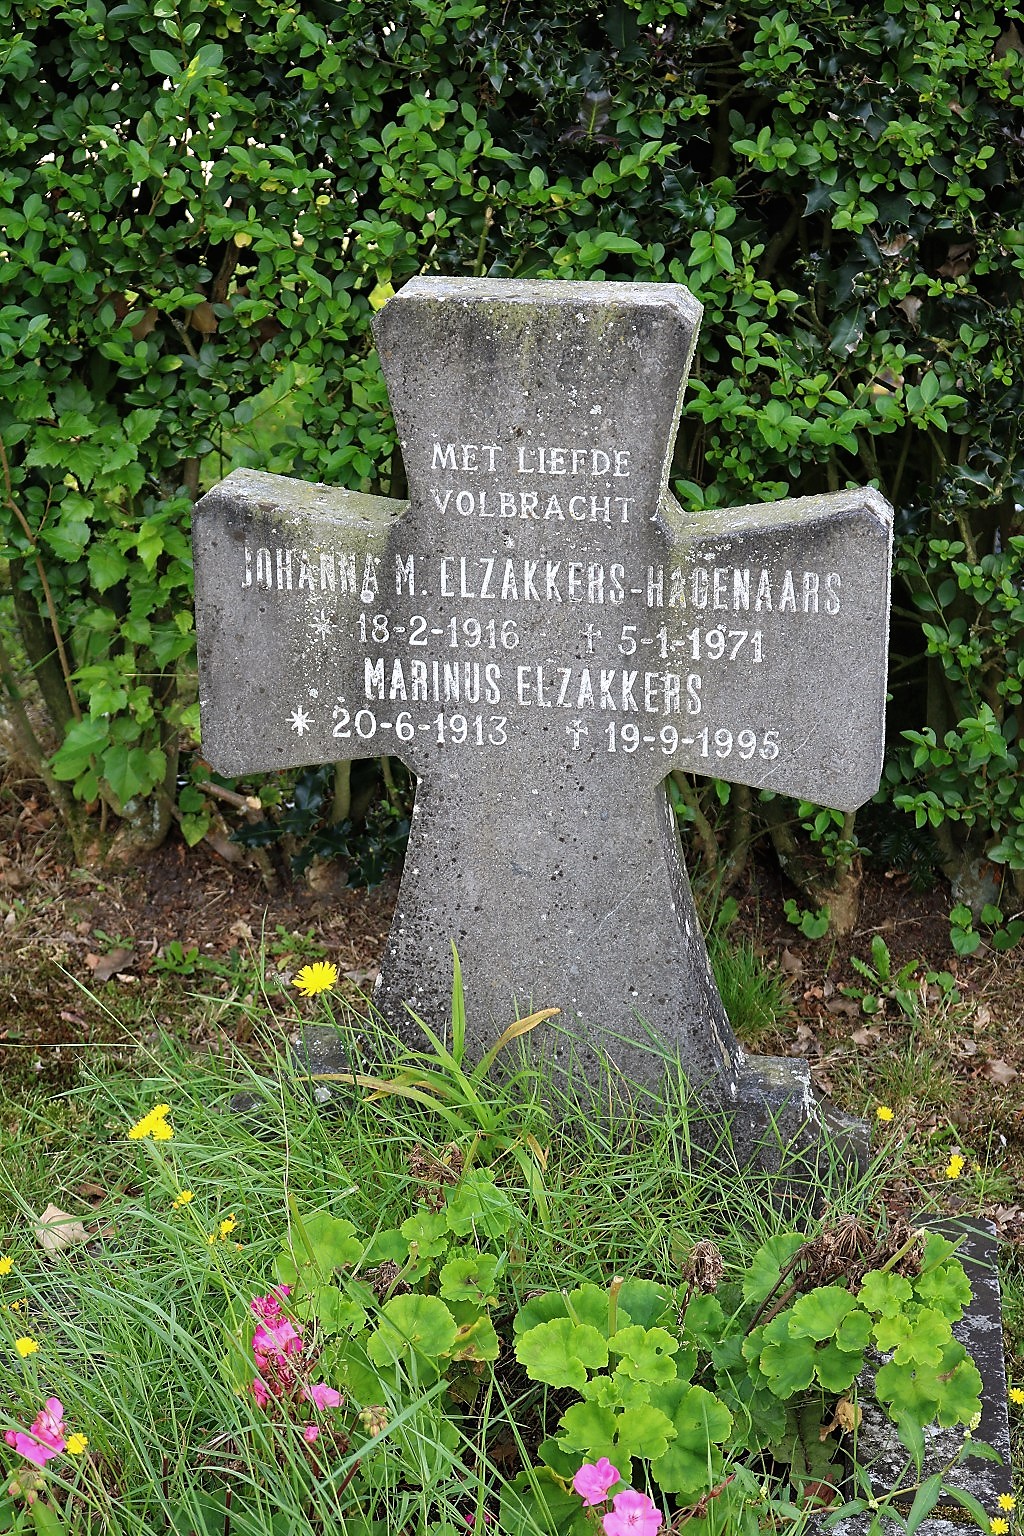 MET LIEFDE
VOLBRACHT
JOHANNA M. ELZAKKERS-HAGENAARS
* 18-2-1916 † 5-1-1971
MARINUS ELZAKKERS
* 20-6-1913 † 19-9-1995